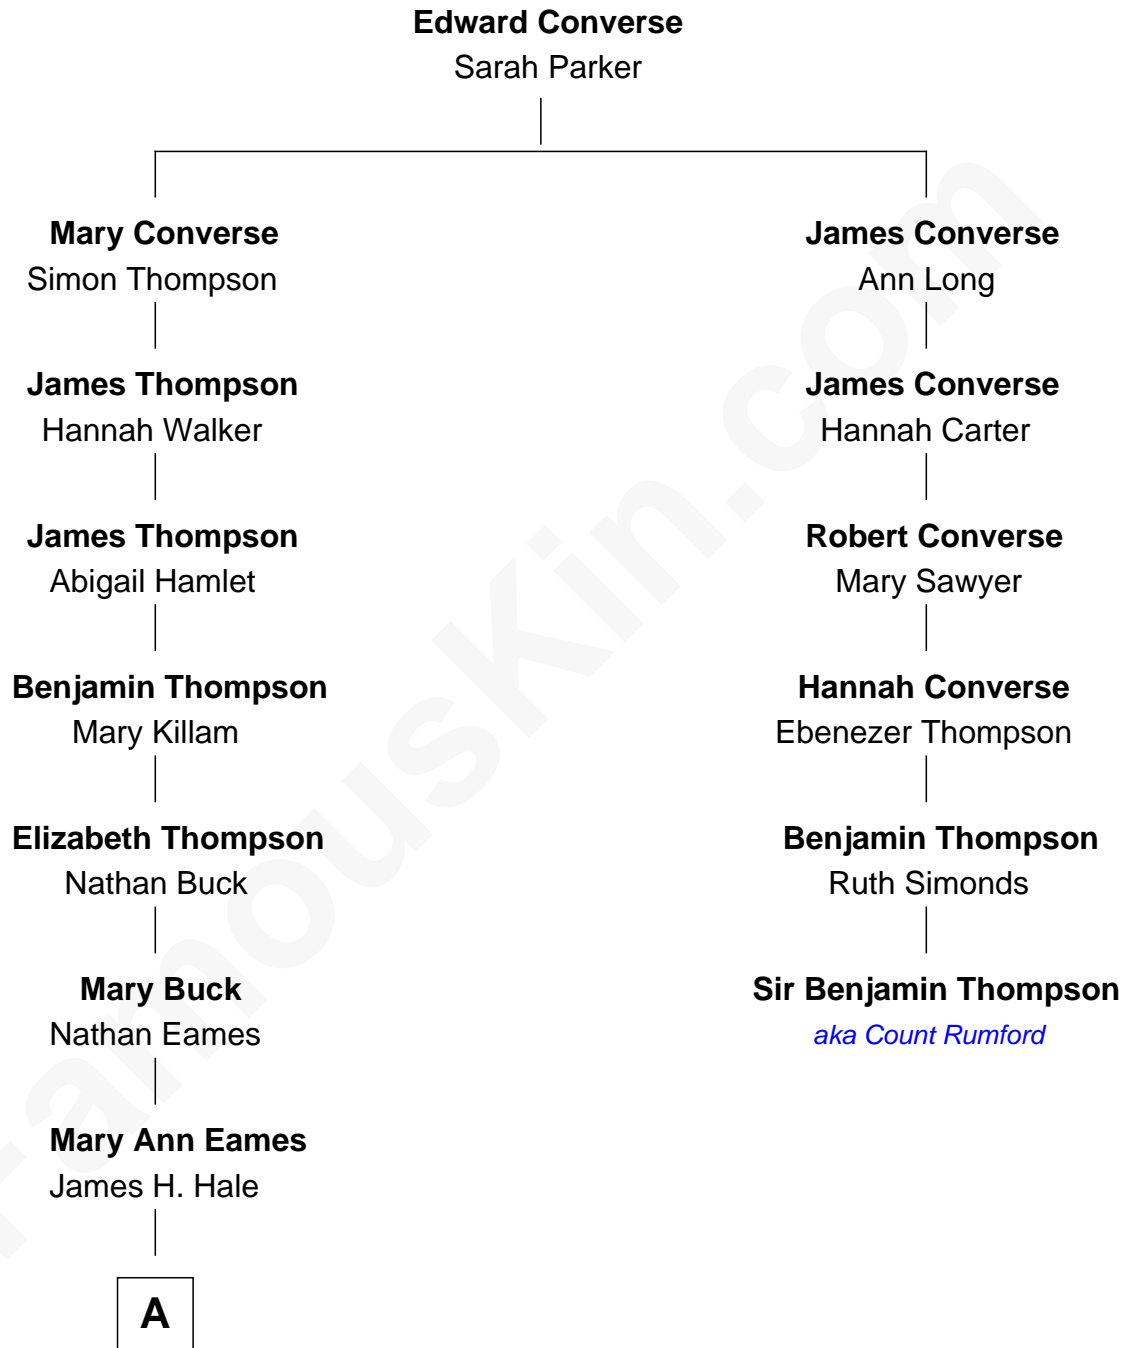 Edward Converse
Sarah Parker
Mary Converse
Simon Thompson
James Converse
Ann Long
James Thompson
Hannah Walker
James Converse
Hannah Carter
James Thompson
Abigail Hamlet
Robert Converse
Mary Sawyer
Benjamin Thompson
Mary Killam
Hannah Converse
Ebenezer Thompson
Elizabeth Thompson
Nathan Buck
Benjamin Thompson
Ruth Simonds
Mary Buck
Nathan Eames
Sir Benjamin Thompson
aka Count Rumford
Mary Ann Eames
James H. Hale
A
FamousKin.com